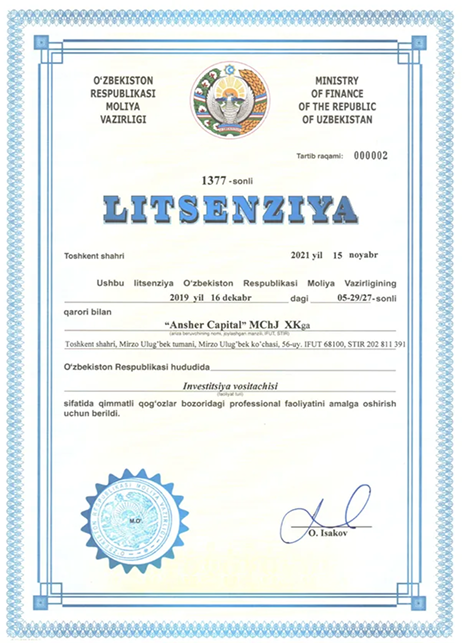 O‘ZBEKISTON
RESPUBLIKASI
MOLIYA
VAZIRLIGI
MINISTRY
OF FINANCE
OF THE REPUBLIC
OF UZBEKISTAN
Tartib raqami: 000002
1377-sonli
LITSENZIYA
Toshkent shahri 2021 yil 15 noyabr
Ushbu litsenziya O‘zbekiston Respublikasi Moliya Vazirligining
2019 yil 16 dekabr dagi 05-29/27-sonli
qarori bilan
“Ansher Capital” MChJ XKga
(ariza beruvchining nomi, joylashgan manzili, IFUT, STIR)
Toshkent shahri, Mirzo Ulug‘bek tumani, Mirzo Ulug‘bek ko‘chasi, 56-uy. IFUT 68100, STIR 202 811 391
O‘zbekiston Respublikasi hududida
Investitsiya vositachisi
(faoliyat turi)
sifatida qimmatli qog‘ozlar bozoridagi professional faoliyatini amalga oshirish
uchun berildi.
M.O‘.
O. Isakov